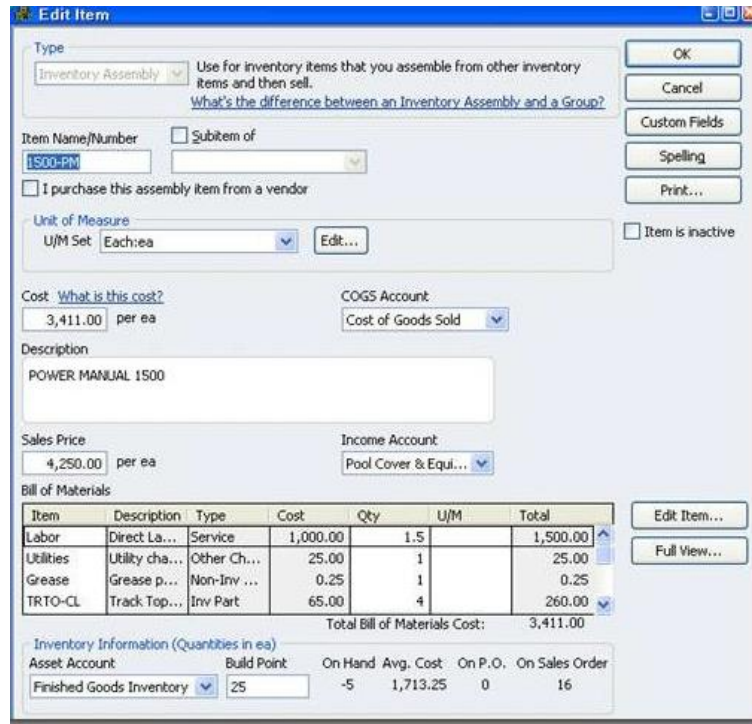 Edit Item
Type
Inventory Assembly
Use for inventory items that you assemble from other inventory
items and then sell.
What's the difference between an Inventory Assembly and a Group?
OK
Cancel
Custom Fields
Spelling
Print...
Item is inactive
Item Name/Number
Subitem of
1500-PM
I purchase this assembly item from a vendor
Unit of Measure
U/M Set Each:ea Edit...
Cost What is this cost?
3,411.00 per ea
COGS Account
Cost of Goods Sold
Description
POWER MANUAL 1500
Sales Price
4,250.00 per ea
Income Account
Pool Cover & Equi...
Bill of Materials
Item Description Type Cost Qty U/M Total
Labor Direct La... Service 1,000.00 1.5 1,500.00
Utilities Utility cha... Other Ch... 25.00 1 25.00
Grease Grease p... Non-Inv ... 0.25 1 0.25
TRTO-CL Track Top... Inv Part 65.00 4 260.00
Total Bill of Materials Cost: 3,411.00
Edit Item...
Full View...
Inventory Information (Quantities in ea)
Asset Account Build Point On Hand Avg. Cost On P.O. On Sales Order
Finished Goods Inventory 25 -5 1,713.25 0 16